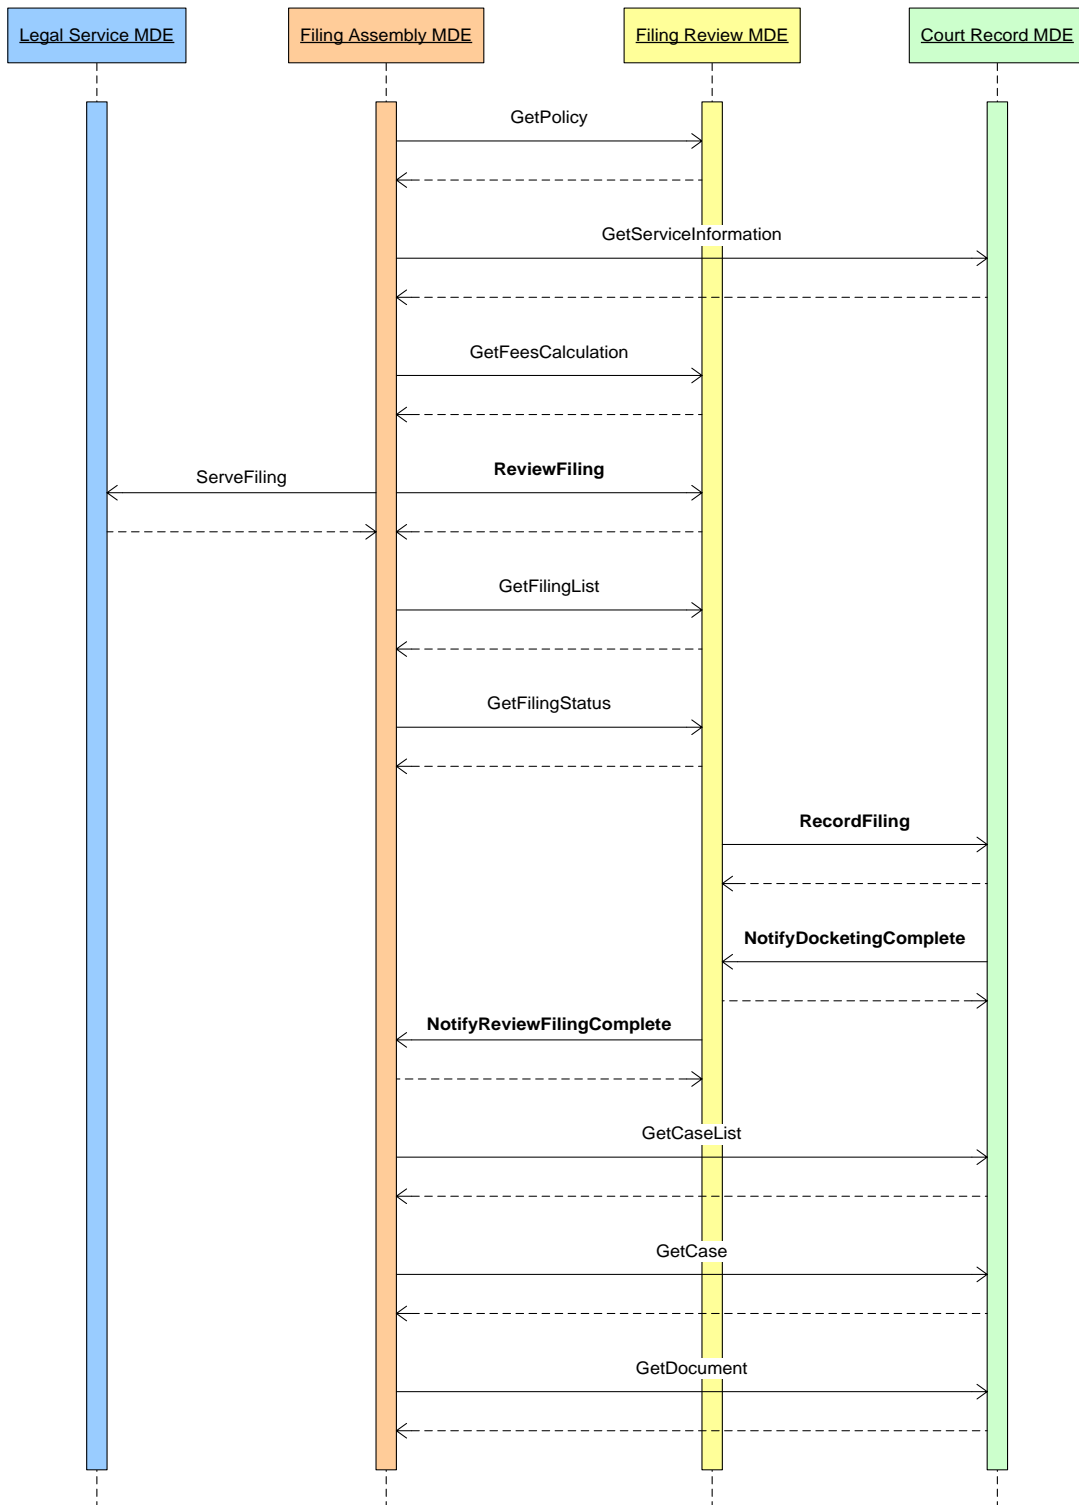 Legal Service MDE
Filing Assembly MDE
Filing Review MDE
Court Record MDE
GetPolicy
GetServiceInformation
GetFeesCalculation
ServeFiling
ReviewFiling
GetFilingList
GetFilingStatus
RecordFiling
NotifyDocketingComplete
NotifyReviewFilingComplete
GetCaseList
GetCase
GetDocument